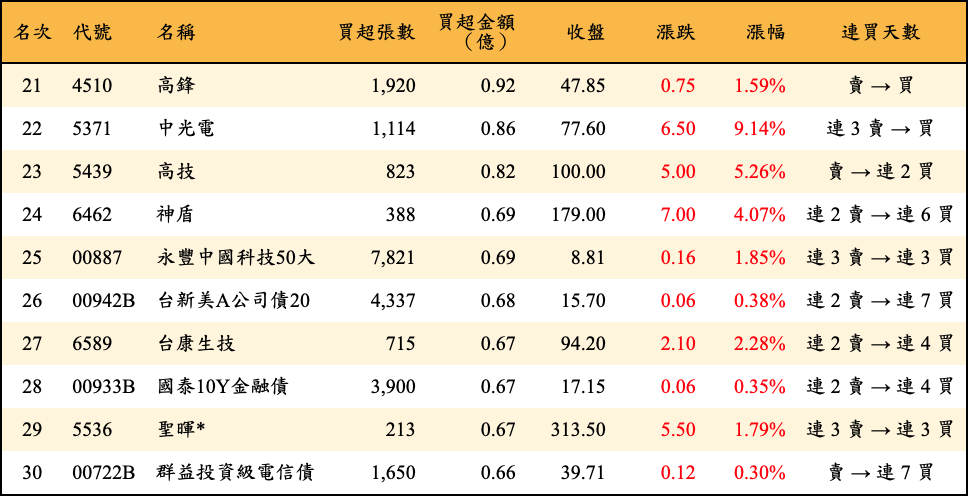 名次 代號 名稱 買超張數 買超金額（億） 收盤 漲跌 漲幅 連買天數
21 4510 高鋒 1,920 0.92 47.85 0.75 1.59% 賣 → 買
22 5371 中光電 1,114 0.86 77.60 6.50 9.14% 連 3 賣 → 買
23 5439 高技 823 0.82 100.00 5.00 5.26% 賣 → 連 2 買
24 6462 神盾 388 0.69 179.00 7.00 4.07% 連 2 賣 → 連 6 買
25 00887 永豐中國科技50大 7,821 0.69 8.81 0.16 1.85% 連 3 賣 → 連 3 買
26 00942B 台新美A公司債20 4,337 0.68 15.70 0.06 0.38% 連 2 賣 → 連 7 買
27 6589 台康生技 715 0.67 94.20 2.10 2.28% 連 2 賣 → 連 4 買
28 00933B 國泰10Y金融債 3,900 0.67 17.15 0.06 0.35% 連 2 賣 → 連 4 買
29 5536 聖暉* 213 0.67 313.50 5.50 1.79% 連 3 賣 → 連 3 買
30 00722B 群益投資級電信債 1,650 0.66 39.71 0.12 0.30% 賣 → 連 7 買